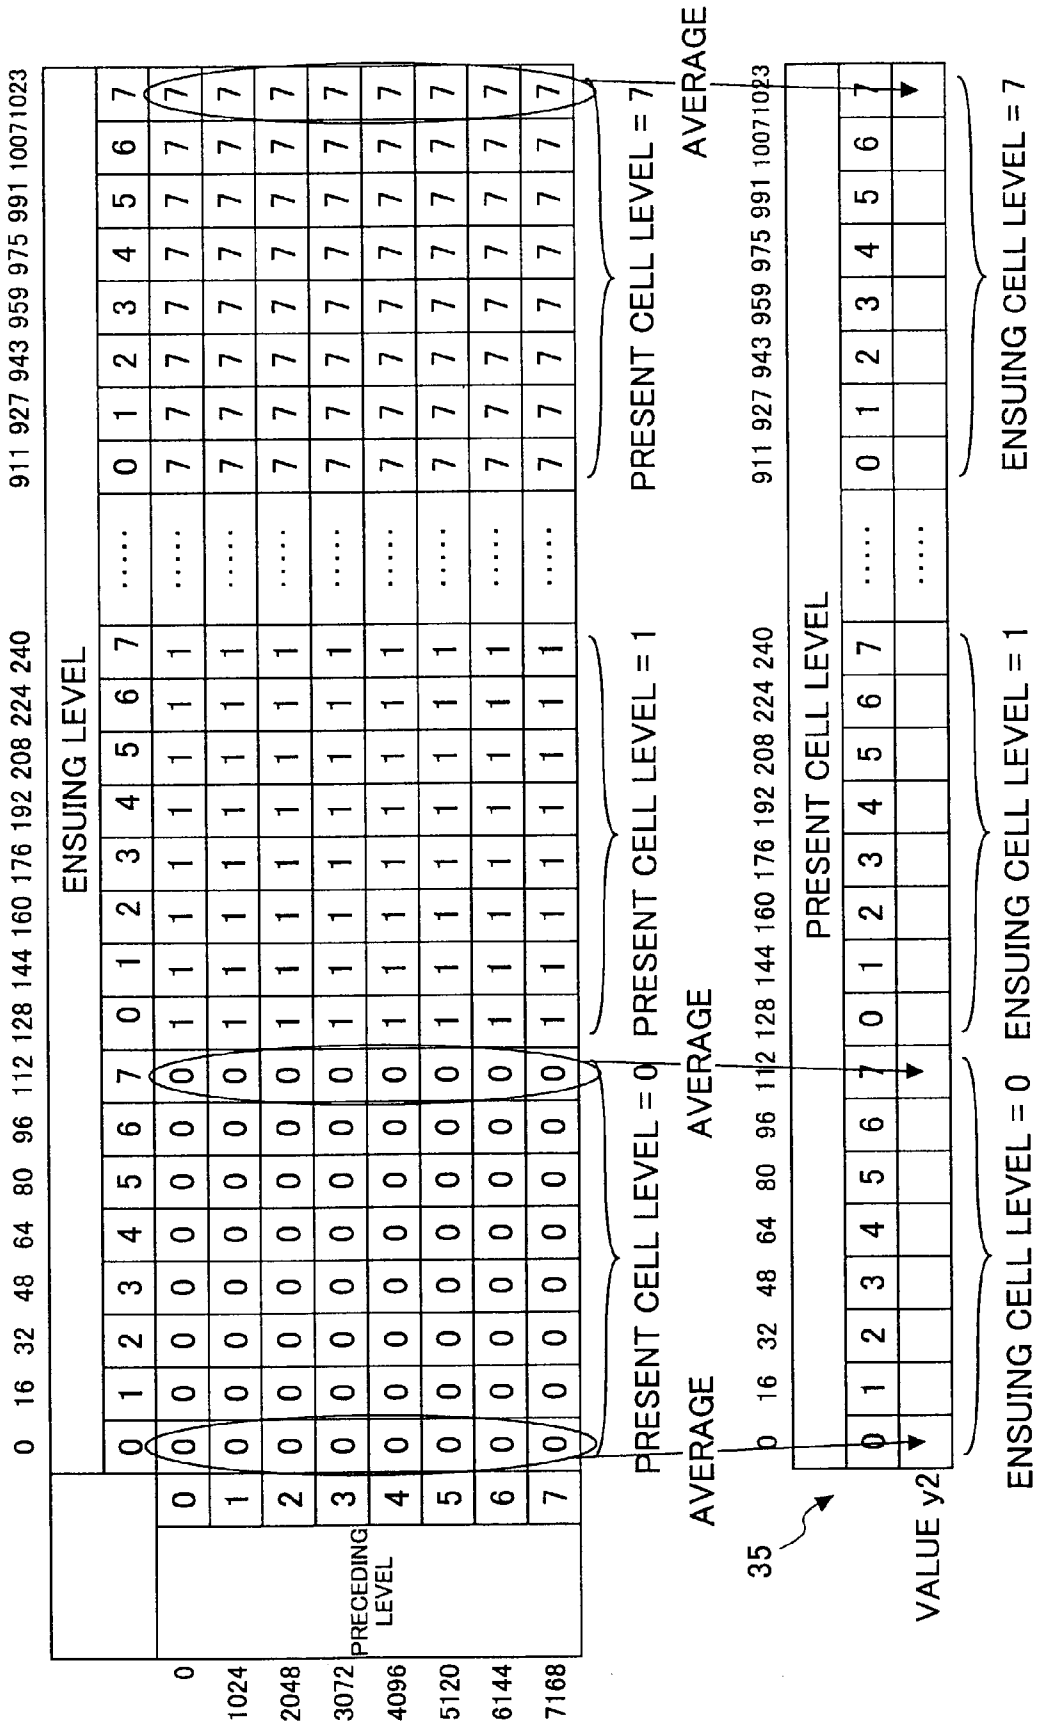 0 16 32 48 64 80 96 112 128 144 160 176 192 208 224 240 911 927 943 959 975 991 1007 1023
ENSUING LEVEL
0 1 2 3 4 5 6 7 0 1 2 3 4 5 6 7 ..... 0 1 2 3 4 5 6 7
PRECEDING
LEVEL
0 0 0 0 0 0 0 0 0 0 1 1 1 1 1 1 1 1 ..... 7 7 7 7 7 7 7 7
1024 1 0 0 0 0 0 0 0 0 1 1 1 1 1 1 1 1 ..... 7 7 7 7 7 7 7 7
2048 2 0 0 0 0 0 0 0 0 1 1 1 1 1 1 1 1 ..... 7 7 7 7 7 7 7 7
3072 3 0 0 0 0 0 0 0 0 1 1 1 1 1 1 1 1 ..... 7 7 7 7 7 7 7 7
4096 4 0 0 0 0 0 0 0 0 1 1 1 1 1 1 1 1 ..... 7 7 7 7 7 7 7 7
5120 5 0 0 0 0 0 0 0 0 1 1 1 1 1 1 1 1 ..... 7 7 7 7 7 7 7 7
6144 6 0 0 0 0 0 0 0 0 1 1 1 1 1 1 1 1 ..... 7 7 7 7 7 7 7 7
7168 7 0 0 0 0 0 0 0 0 1 1 1 1 1 1 1 1 ..... 7 7 7 7 7 7 7 7
PRESENT CELL LEVEL = 0 PRESENT CELL LEVEL = 1 PRESENT CELL LEVEL = 7
AVERAGE AVERAGE AVERAGE
35
0 16 32 48 64 80 96 112 128 144 160 176 192 208 224 240 911 927 943 959 975 991 1007 1023
PRESENT CELL LEVEL
0 1 2 3 4 5 6 7 0 1 2 3 4 5 6 7 ..... 0 1 2 3 4 5 6 7
VALUE y2 .....
ENSUING CELL LEVEL = 0 ENSUING CELL LEVEL = 1 ENSUING CELL LEVEL = 7